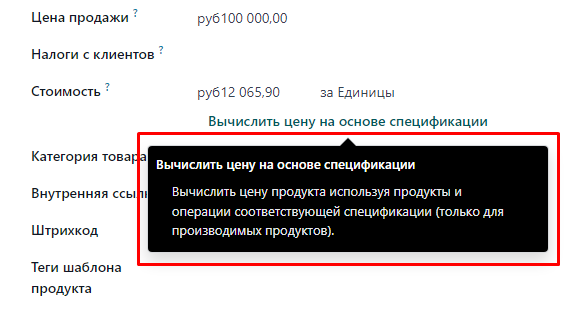 Цена продажи ? руб100 000,00
Налоги с клиентов ?
Стоимость ? руб12 065,90 за Единицы
Вычислить цену на основе спецификации
Категория товара
Вычислить цену на основе спецификации
Внутренняя ссыл
Вычислить цену продукта используя продукты и
операции соответствующей спецификации (только для
производимых продуктов).
Штрихкод
Теги шаблона
продукта